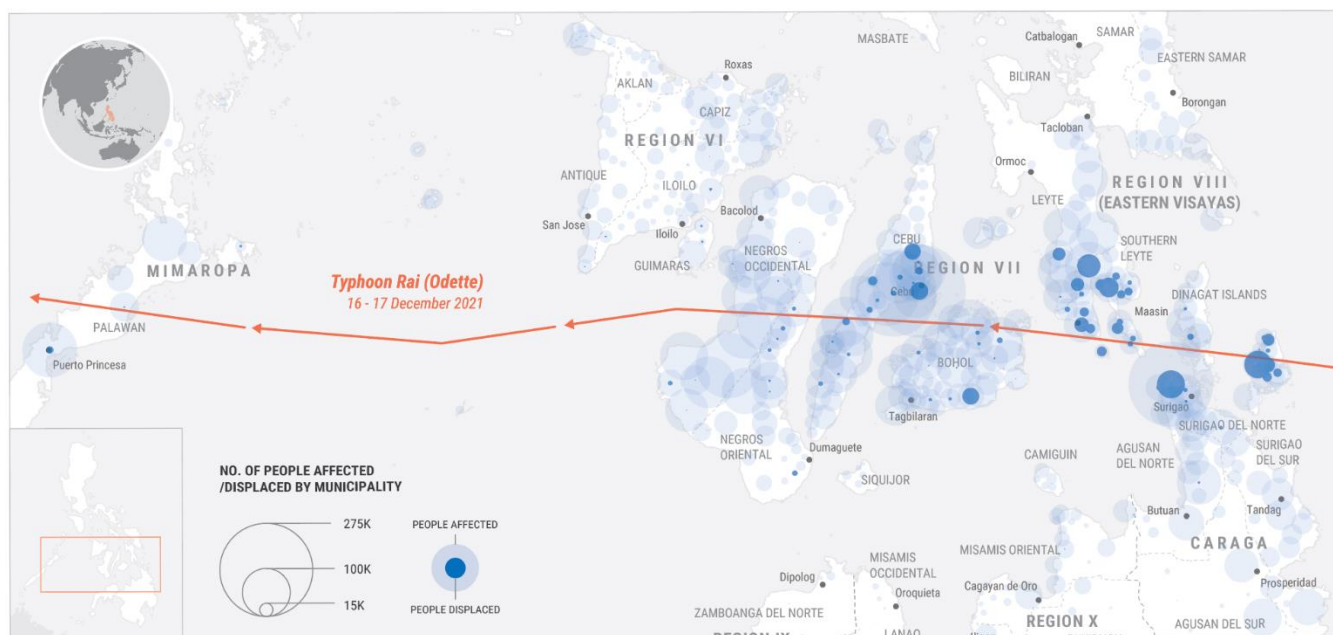 MASBATE
Catbalogan
SAMAR
EASTERN SAMAR
Roxas
AKLAN
BILIRAN
Borongan
CAPIZ
Tacloban
REGION VI
Ormoc
ANTIQUE
ILOILO
REGION VIII
(EASTERN VISAYAS)
LEYTE
Bacolod
San Jose
Iloilo
CEBU
SOUTHERN
LEYTE
NEGROS
OCCIDENTAL
GUIMARAS
REGION VII
MIMAROPA
Typhoon Rai (Odette)
16 - 17 December 2021
DINAGAT ISLANDS
Maasin
PALAWAN
Puerto Princesa
BOHOL
Tagbilaran
Surigao
SURIGAO DEL NORTE
NEGROS
ORIENTAL
Dumaguete
CAMIGUIN
AGUSAN
DEL NORTE
SURIGAO
DEL SUR
SIQUIJOR
NO. OF PEOPLE AFFECTED
/DISPLACED BY MUNICIPALITY
275K
100K
15K
PEOPLE AFFECTED
PEOPLE DISPLACED
Butuan
Tandag
CARAGA
MISAMIS ORIENTAL
MISAMIS
OCCIDENTAL
Dipolog
Oroquieta
Cagayan de Oro
Prosperidad
ZAMBOANGA DEL NORTE
REGION X
AGUSAN DEL SUR
LANAO